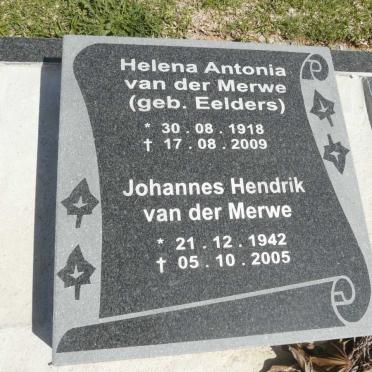 Helena Antonia
van der Merwe
(geb. Eelders)
* 30 . 08 . 1918
† 17 . 08 . 2009
Johannes Hendrik
van der Merwe
* 21 . 12 . 1942
† 05 . 10 . 2005